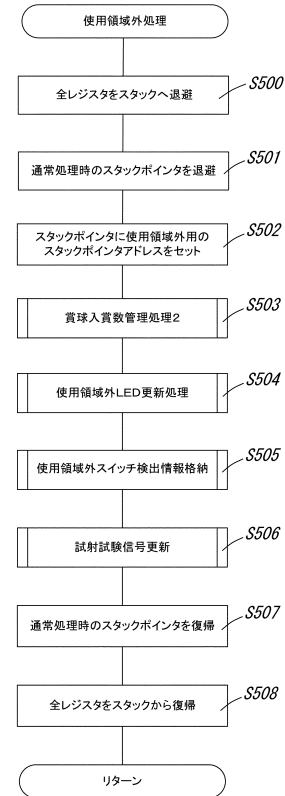 使用領域外処理
全レジスタをスタックへ退避
S500
通常処理時のスタックポインタを退避
S501
スタックポインタに使用領域外用の
スタックポインタアドレスをセット
S502
賞球入賞数管理処理2
S503
使用領域外LED更新処理
S504
使用領域外スイッチ検出情報格納
S505
試射試験信号更新
S506
通常処理時のスタックポインタを復帰
S507
全レジスタをスタックから復帰
S508
リターン